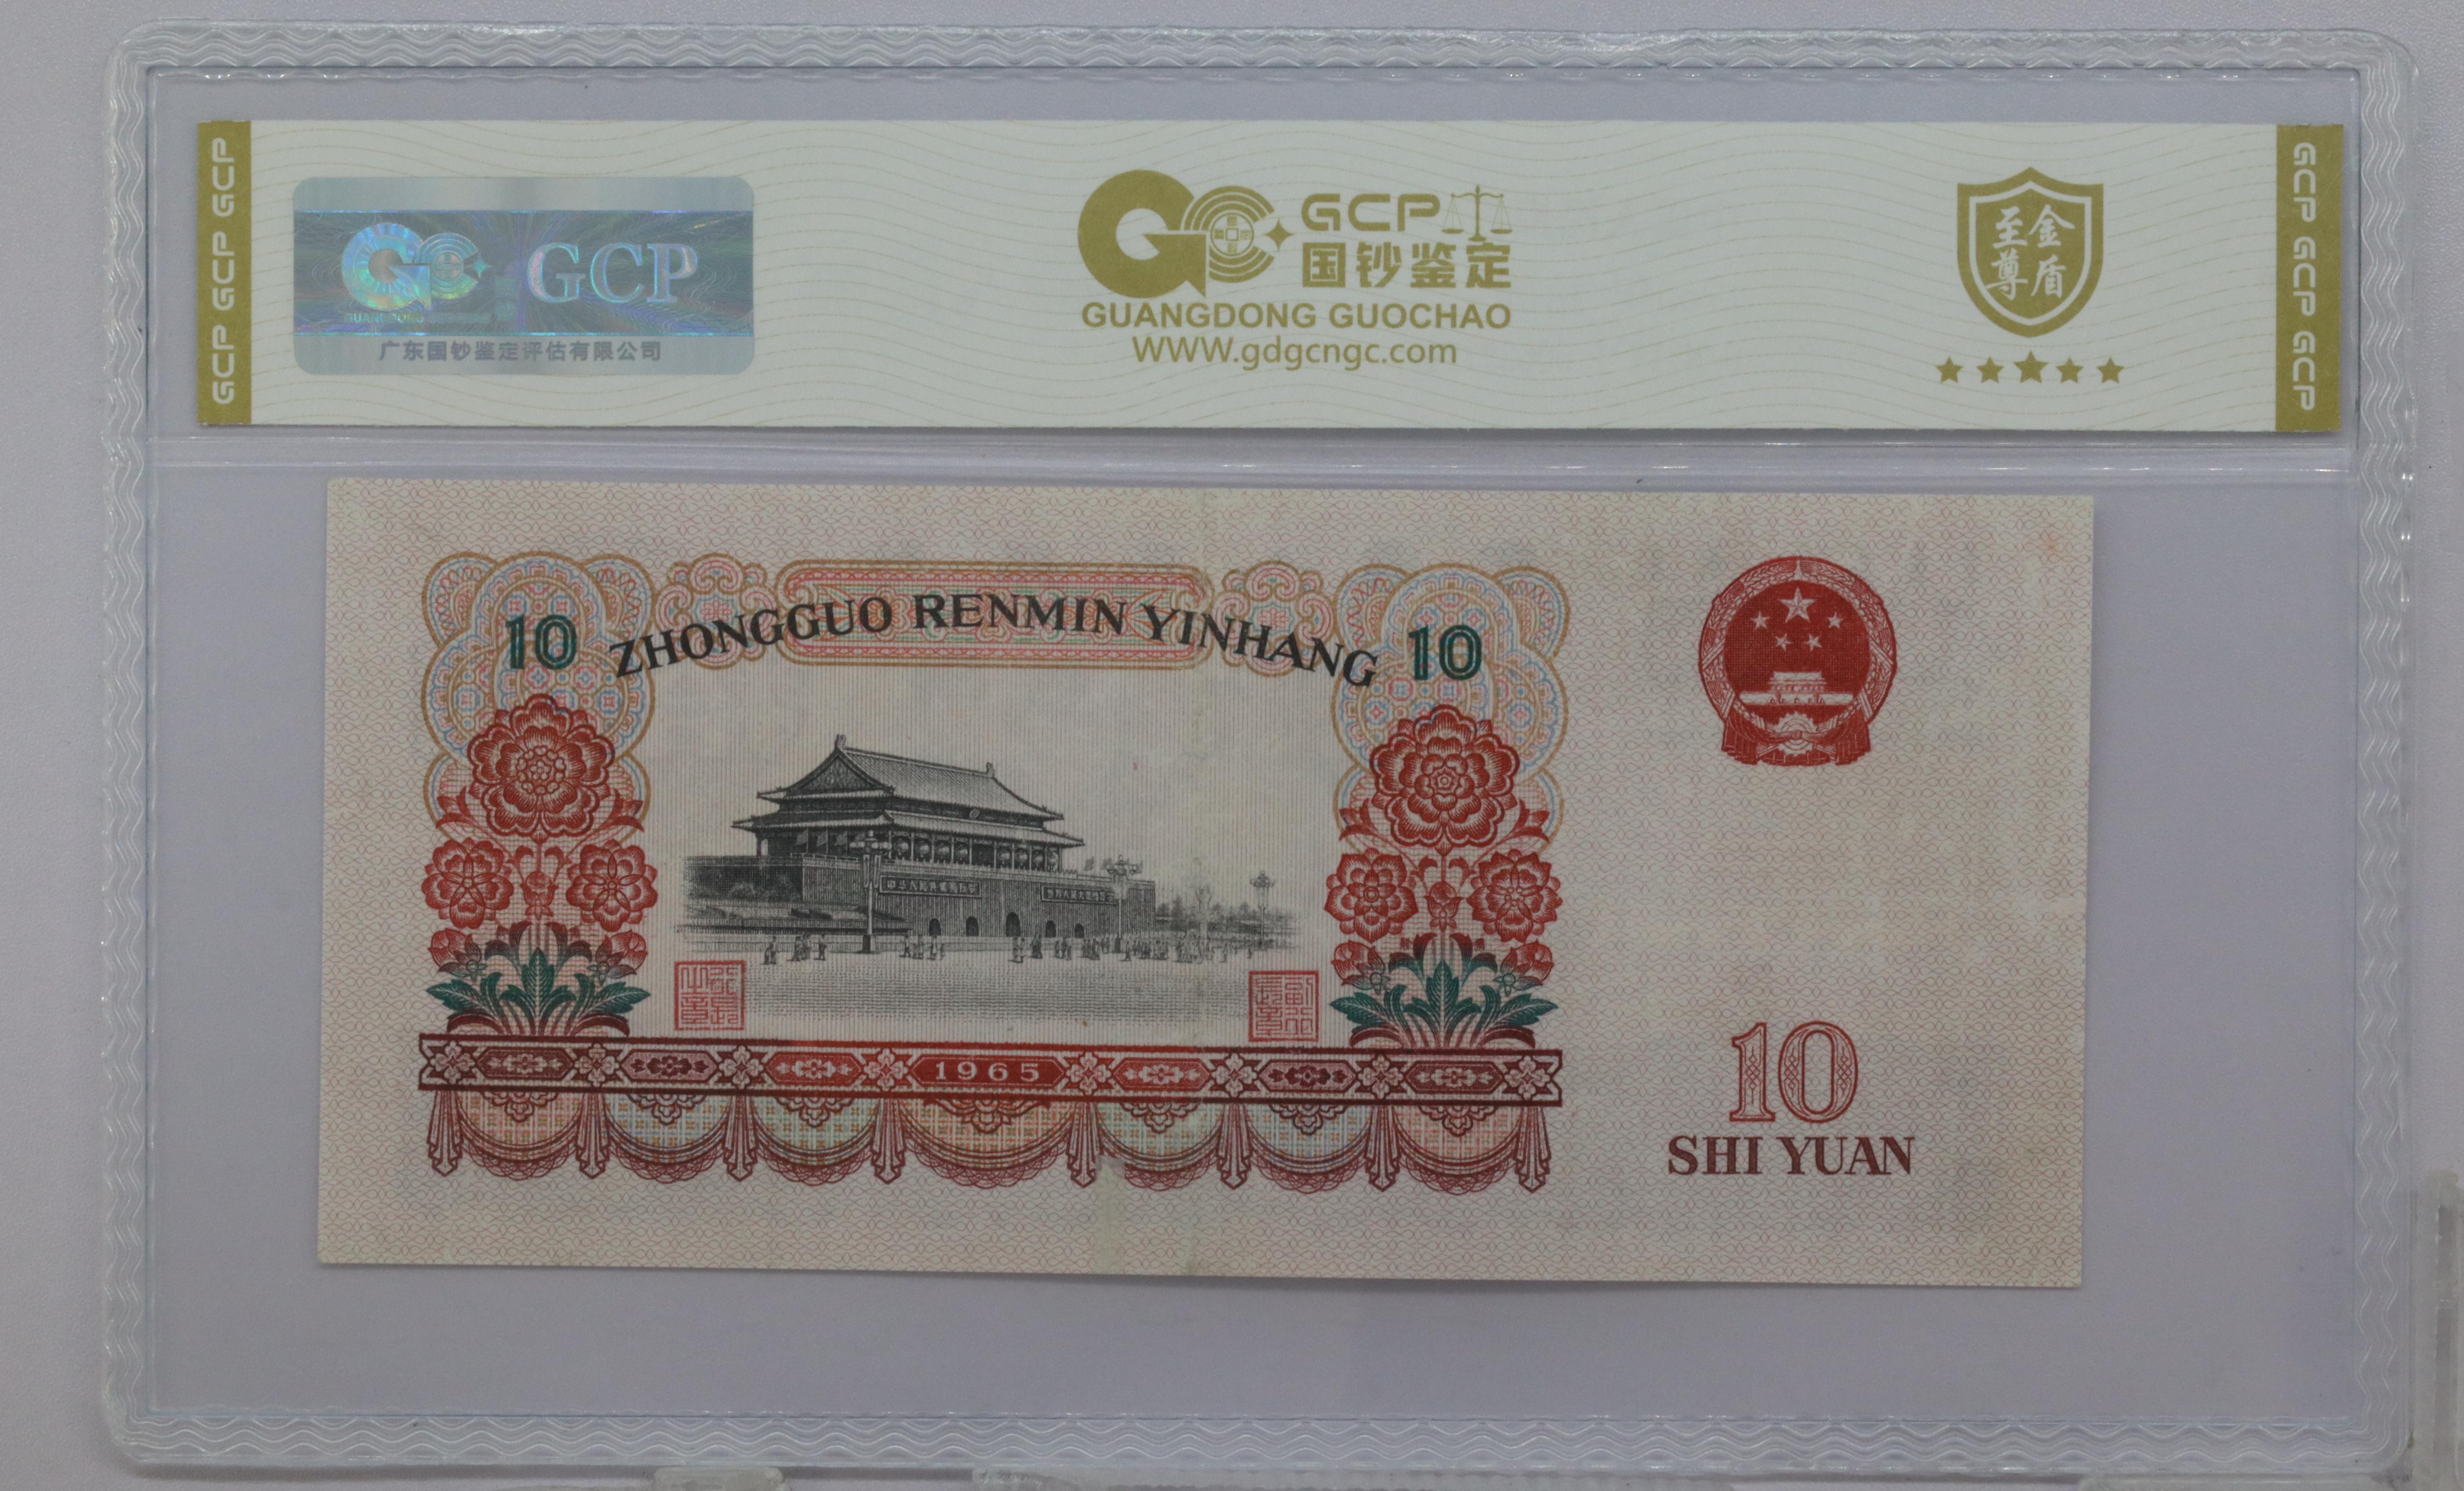 GCP GCP GCP
GCP
GUANGDONG
广东国钞鉴定评估有限公司
GCP
国钞鉴定
GUANGDONG GUOCHAO
WWW.gdgcngc.com
至尊
金盾
GCP GCP GCP
ZHONGGUO RENMIN YINHANG
10
10
1965
10
SHI YUAN